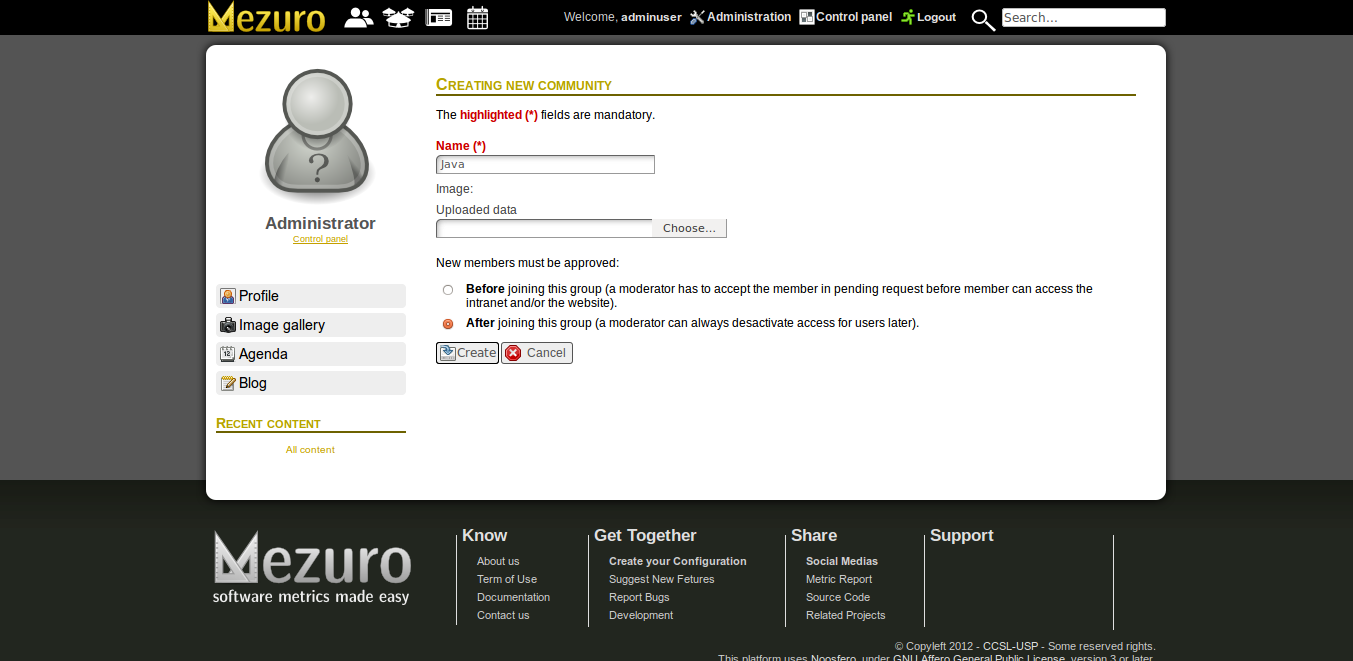 Mezuro
Welcome, adminuser Administration Control panel Logout Search...
Administrator
Control panel
Profile
Image gallery
12
Agenda
Blog
Recent content
All content
Creating new community
The highlighted (*) fields are mandatory.
Name (*)
Java
Image:
Uploaded data
Choose...
New members must be approved:
Before joining this group (a moderator has to accept the member in pending request before member can access the
intranet and/or the website).
After joining this group (a moderator can always desactivate access for users later).
Create Cancel
Mezuro
software metrics made easy
Know
About us
Term of Use
Documentation
Contact us
Get Together
Create your Configuration
Suggest New Fetures
Report Bugs
Development
Share
Social Medias
Metric Report
Source Code
Related Projects
Support
© Copyleft 2012 - CCSL-USP - Some reserved rights.
This platform uses Noosfero, under GNU Affero General Public License, version 3 or later.